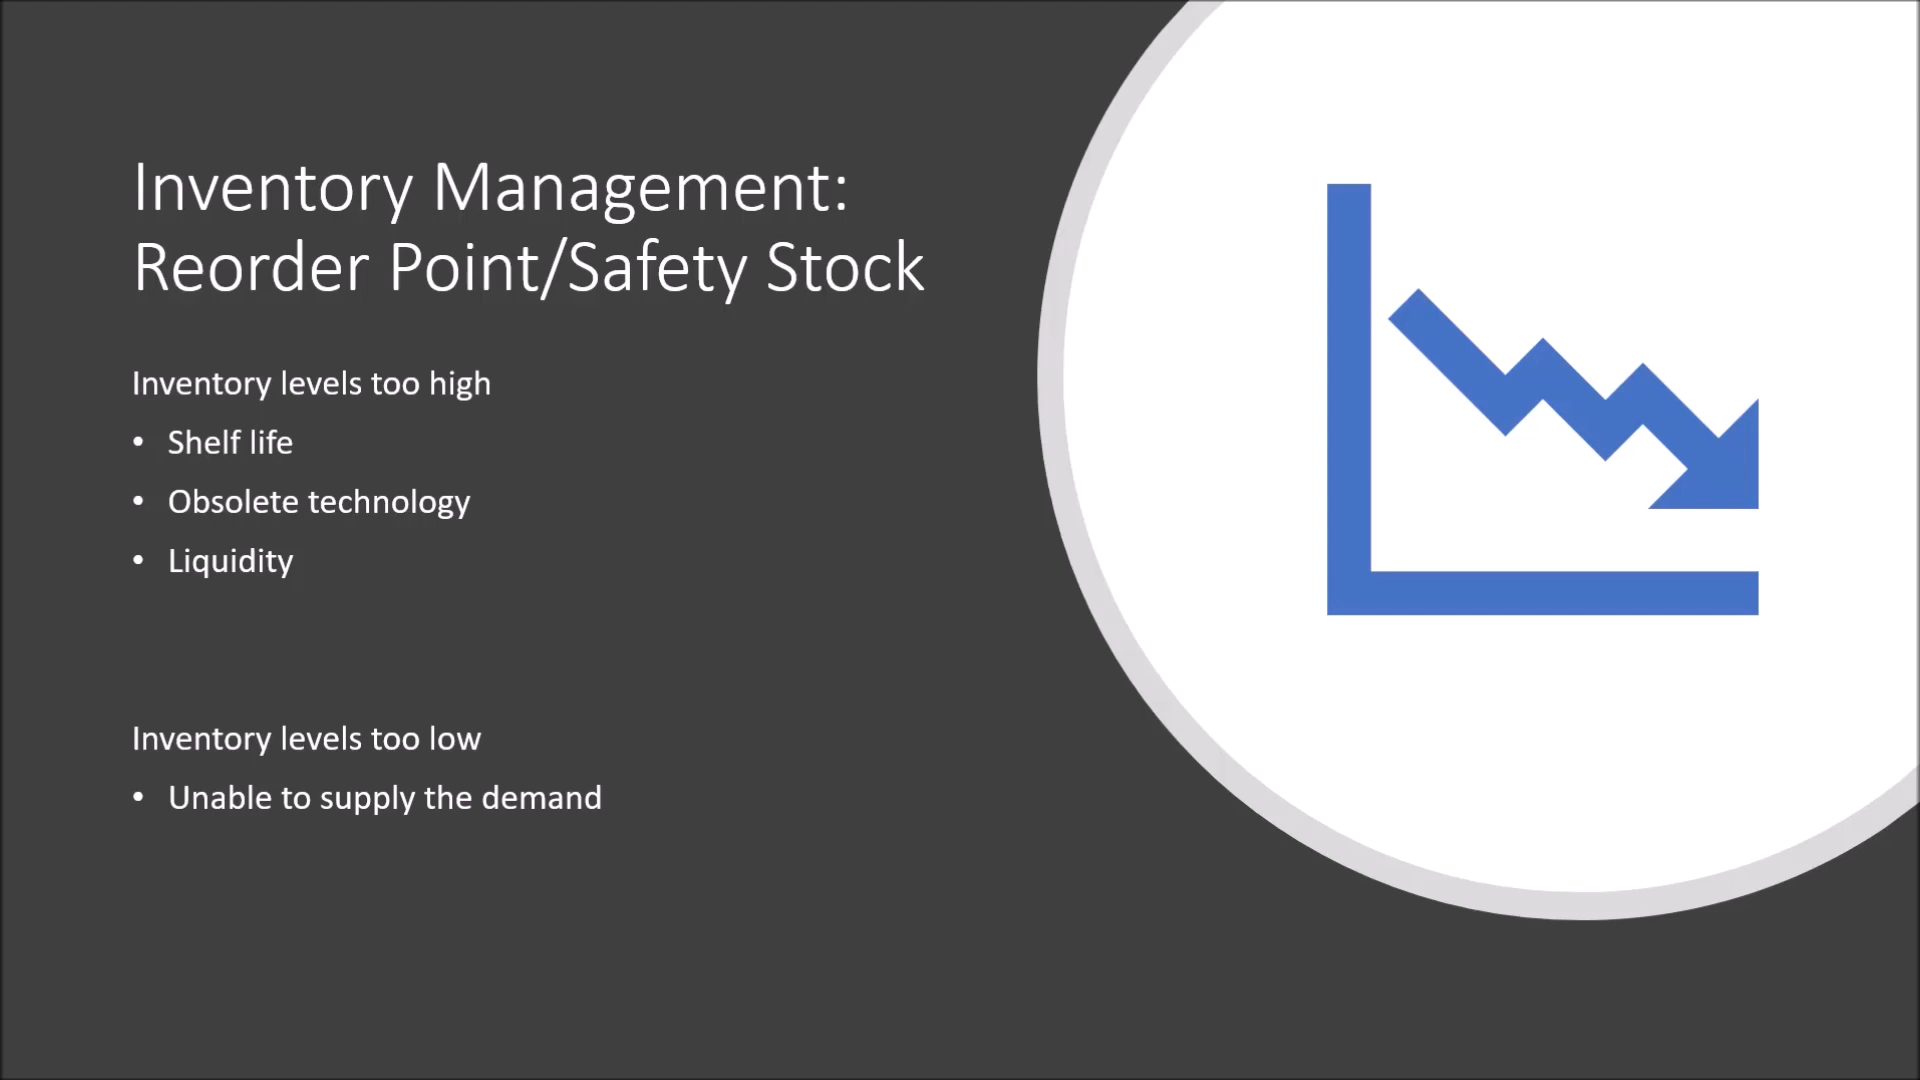 Inventory Management:
Reorder Point/Safety Stock
Inventory levels too high
• Shelf life
• Obsolete technology
• Liquidity
Inventory levels too low
• Unable to supply the demand